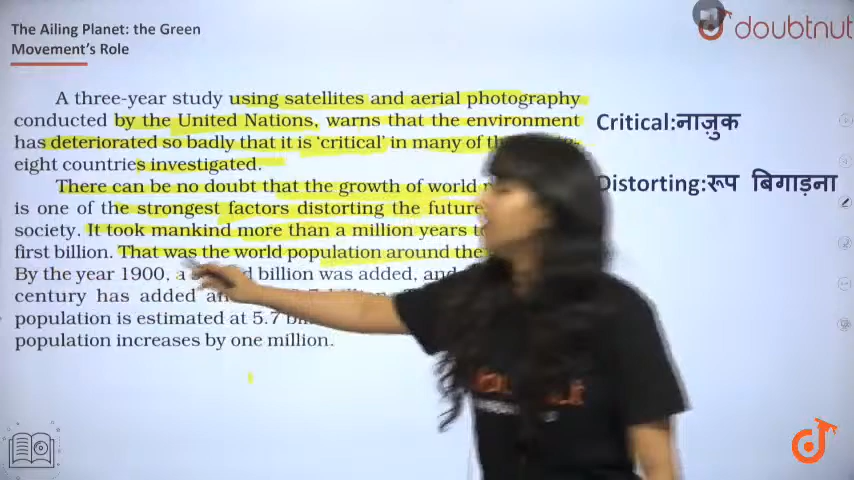 The Ailing Planet: the Green
Movement's Role
doubtnut
A three-year study using satellites and aerial photography
conducted by the United Nations, warns that the environment
has deteriorated so badly that it is 'critical' in many of
eight countries investigated.
There can be no doubt that the growth of world
is one of the strongest factors distorting the future
society. It took mankind more than a million years
first billion. That was the world population around the
By the year 1900, a billion was added, and
century has added
population is estimated at 5.7
population increases by one million.
Critical:नाज़ुक
Distorting:रूप बिगाड़ना